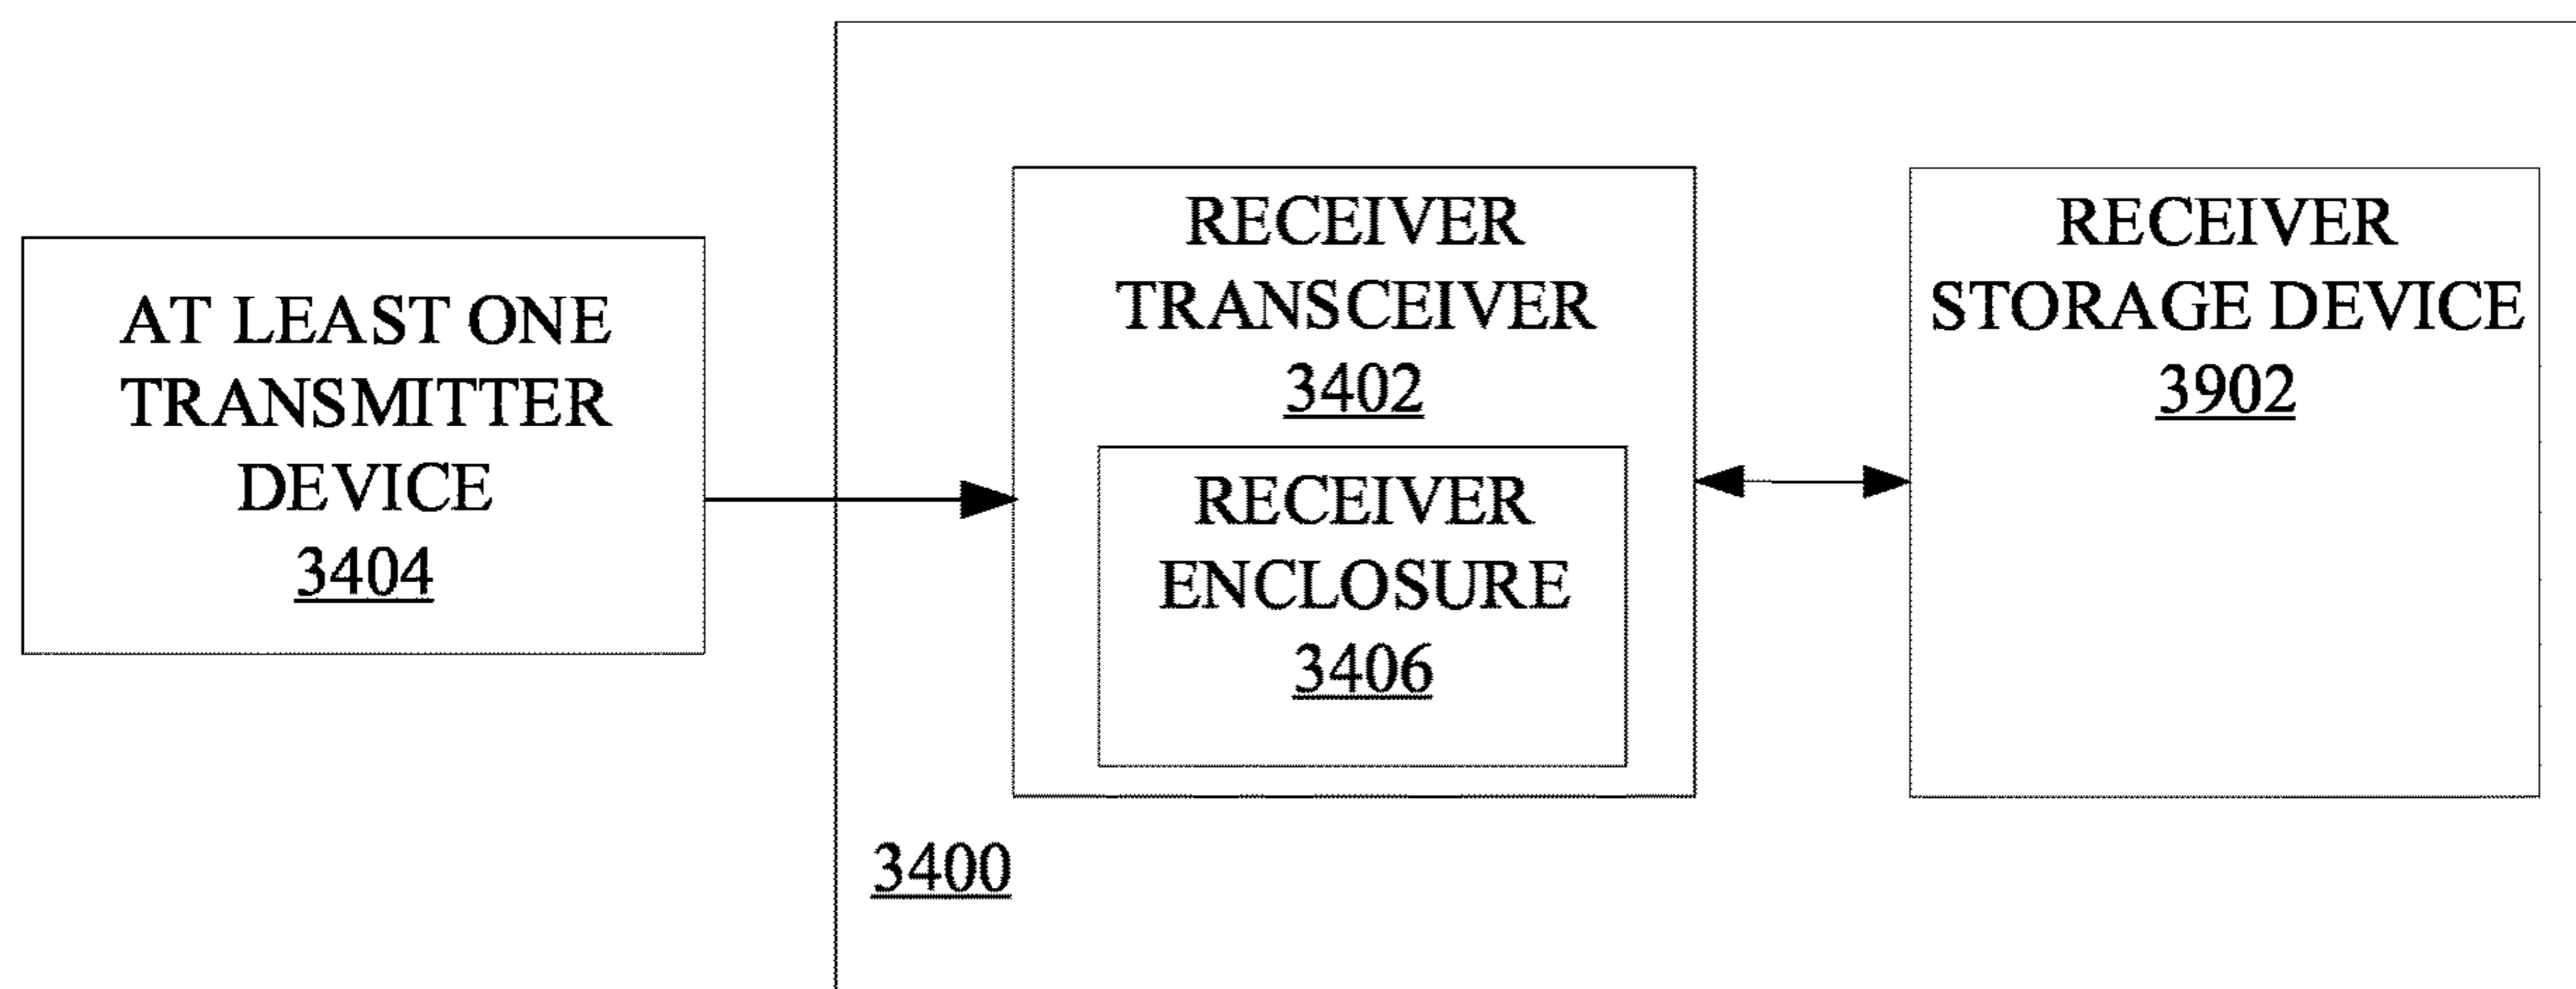 AT LEAST ONE
TRANSMITTER
DEVICE
3404
RECEIVER
TRANSCEIVER
3402
RECEIVER
ENCLOSURE
3406
RECEIVER
STORAGE DEVICE
3902
3400